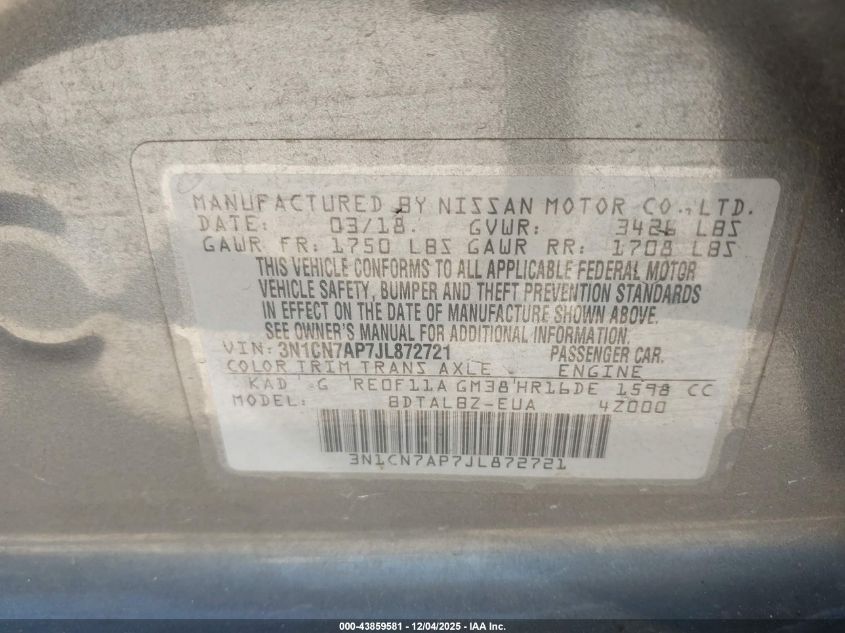 MANUFACTURED BY NISSAN MOTOR CO., LTD.
DATE: 03/18. GVWR: 3426 LBS
GAWR FR: 1750 LBS GAWR RR: 1708 LBS
THIS VEHICLE CONFORMS TO ALL APPLICABLE FEDERAL MOTOR
VEHICLE SAFETY, BUMPER AND THEFT PREVENTION STANDARDS
IN EFFECT ON THE DATE OF MANUFACTURE SHOWN ABOVE.
SEE OWNER'S MANUAL FOR ADDITIONAL INFORMATION.
VIN: 3N1CN7AP7JL872721 PASSENGER CAR.
COLOR TRIM TRANS AXLE ENGINE
KAD G RE0F11A GM38 HR16DE 1598 CC
MODEL: BDTALBZ-EUA 4Z000
3N1CN7AP7JL872721
000-43859581 - 12/04/2025 - IAA Inc.